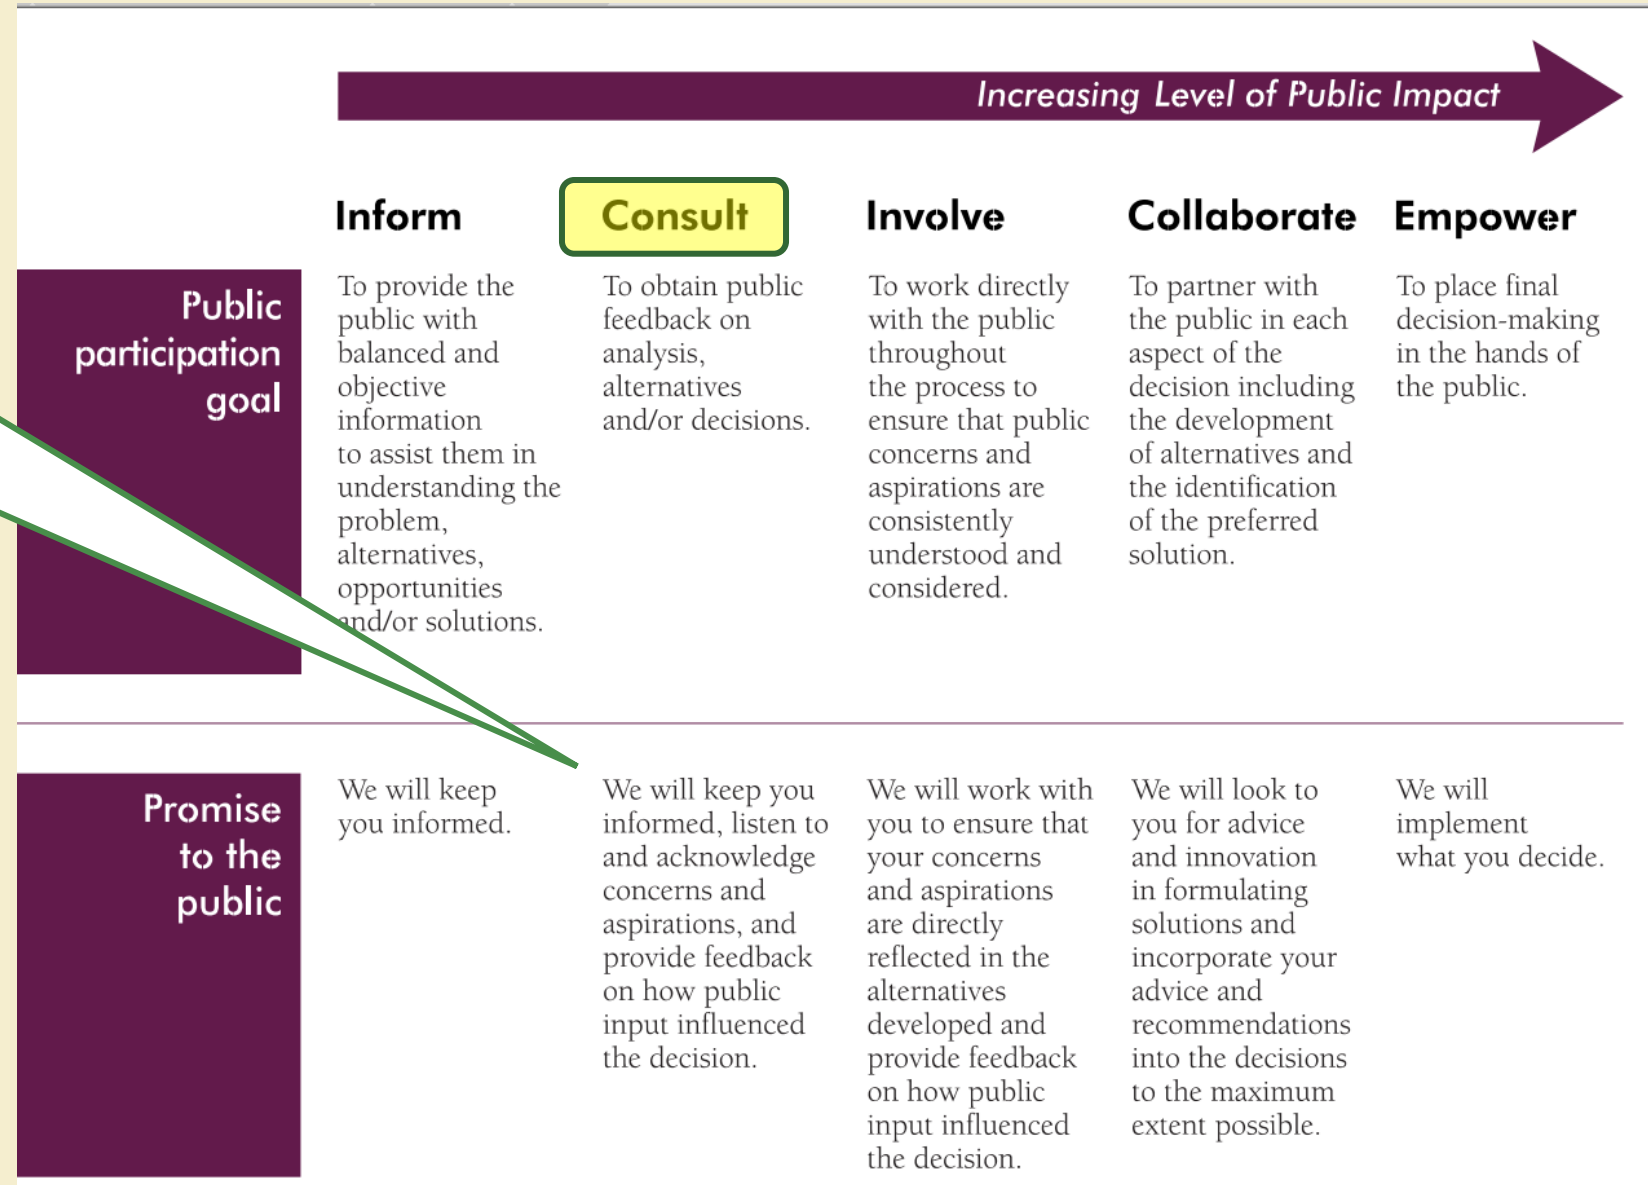 Increasing Level of Public Impact
Inform
Consult
Involve
Collaborate
Empower
Public
participation
goal
To provide the
public with
balanced and
objective
information
to assist them in
understanding the
problem,
alternatives,
opportunities
and/or solutions.
To obtain public
feedback on
analysis,
alternatives
and/or decisions.
To work directly
with the public
throughout
the process to
ensure that public
concerns and
aspirations are
consistently
understood and
considered.
To partner with
the public in each
aspect of the
decision including
the development
of alternatives and
the identification
of the preferred
solution.
To place final
decision-making
in the hands of
the public.
Promise
to the
public
We will keep
you informed.
We will keep you
informed, listen to
and acknowledge
concerns and
aspirations, and
provide feedback
on how public
input influenced
the decision.
We will work with
you to ensure that
your concerns
and aspirations
are directly
reflected in the
alternatives
developed and
provide feedback
on how public
input influenced
the decision.
We will look to
you for advice
and innovation
in formulating
solutions and
incorporate your
advice and
recommendations
into the decisions
to the maximum
extent possible.
We will
implement
what you decide.